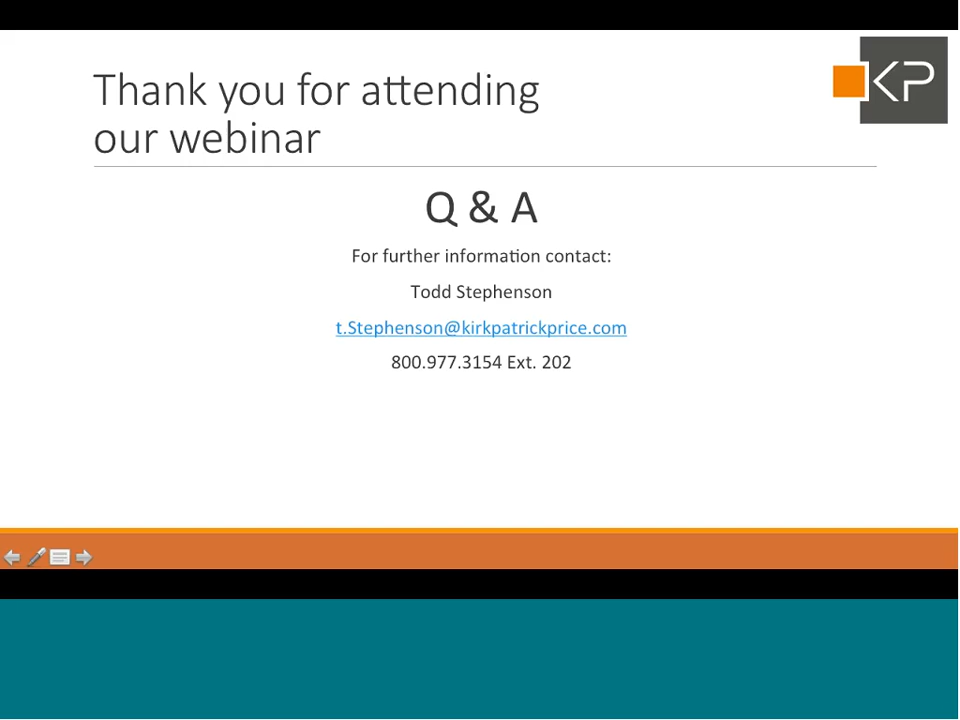 Thank you for attending
our webinar
KP
Q & A
For further information contact:
Todd Stephenson
t.Stephenson@kirkpatrickprice.com
800.977.3154 Ext. 202